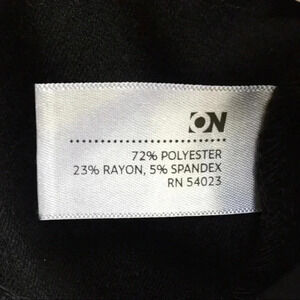 ON
72% POLYESTER
23% RAYON, 5% SPANDEX
RN 54023